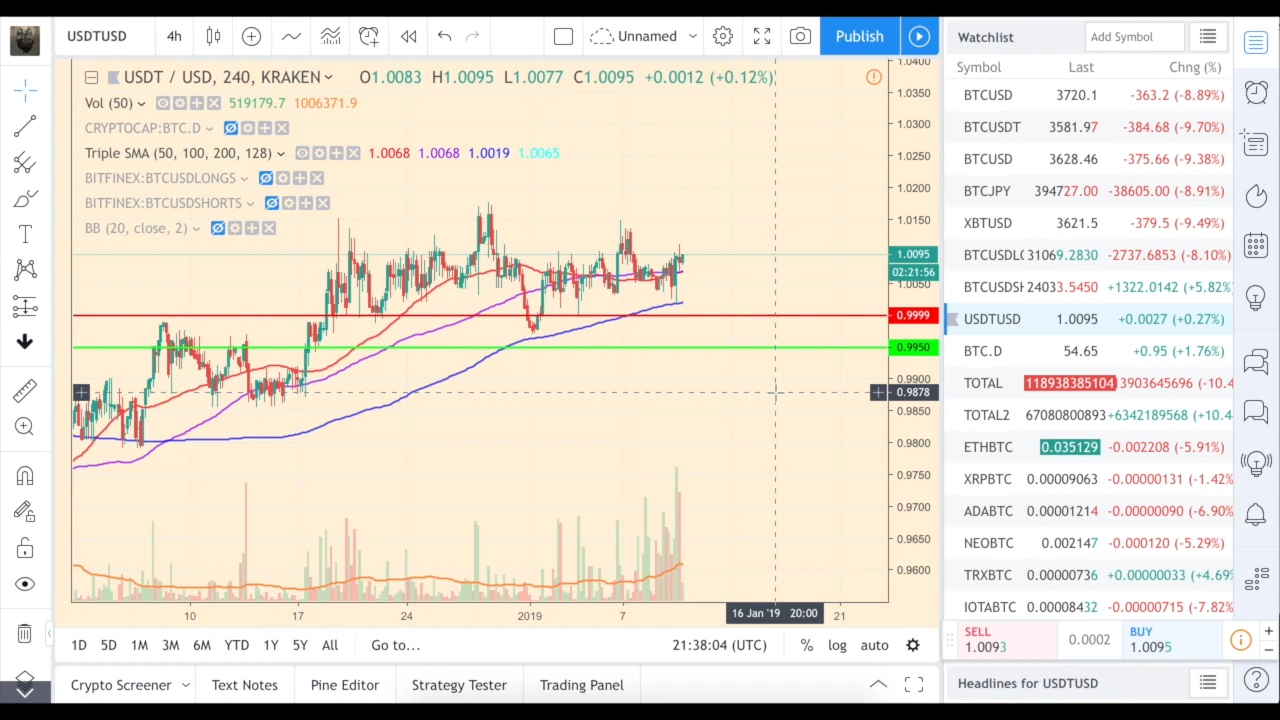 USDTUSD 4h Unnamed Publish
USDT / USD, 240, KRAKEN O1.0083 H1.0095 L1.0077 C1.0095 +0.0012 (+0.12%)
Vol (50) 519179.7 1006371.9
CRYPTOCAP:BTC.D
Triple SMA (50, 100, 200, 128) 1.0068 1.0068 1.0019 1.0065
BITFINEX:BTCUSDLONGS
BITFINEX:BTCUSDSHORTS
BB (20, close, 2)
1.0400
1.0350
1.0300
1.0250
1.0200
1.0150
1.0095
02:21:56
1.0050
0.9999
0.9950
0.9900
0.9878
0.9850
0.9800
0.9750
0.9700
0.9650
0.9600
10 17 24 2019 7 16 Jan '19 20:00 21
1D 5D 1M 3M 6M YTD 1Y 5Y All Go to... 21:38:04 (UTC) % log auto
Crypto Screener Text Notes Pine Editor Strategy Tester Trading Panel
Watchlist Add Symbol
Symbol Last Chng (%)
BTCUSD 3720.1 -363.2 (-8.89%)
BTCUSDT 3581.97 -384.68 (-9.70%)
BTCUSD 3628.46 -375.66 (-9.38%)
BTCJPY 394727.00 -38605.00 (-8.91%)
XBTUSD 3621.5 -379.5 (-9.49%)
BTCUSDL 31069.2830 -2737.6853 (-8.10%)
BTCUSDS 24033.5450 +1322.0142 (+5.82%)
USDTUSD 1.0095 +0.0027 (+0.27%)
BTC.D 54.65 +0.95 (+1.76%)
TOTAL 118938385104 3903645696 (-10.4
TOTAL2 67080800893 +6342189568 (+10.4
ETHBTC 0.035129 -0.002208 (-5.91%)
XRPBTC 0.00009063 -0.00000131 (-1.42%
ADABTC 0.00001214 -0.00000090 (-6.90%
NEOBTC 0.002147 -0.000120 (-5.29%)
TRXBTC 0.00000736 +0.00000033 (+4.69%
IOTABTC 0.00008432 -0.00000715 (-7.82%
SELL
1.0093
0.0002
BUY
1.0095
Headlines for USDTUSD